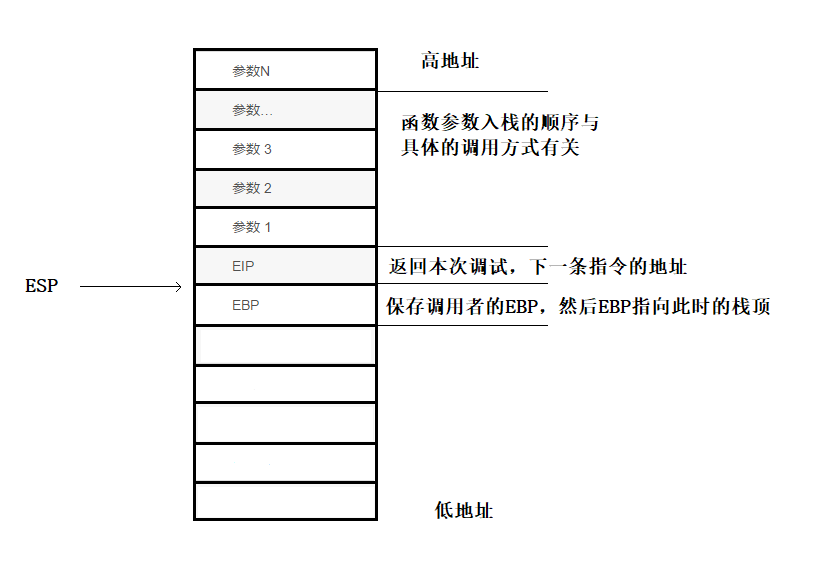 高地址
参数N
参数...
函数参数入栈的顺序与
具体的调用方式有关
参数 3
参数 2
参数 1
EIP
返回本次调试，下一条指令的地址
ESP
EBP
保存调用者的EBP，然后EBP指向此时的栈顶
低地址